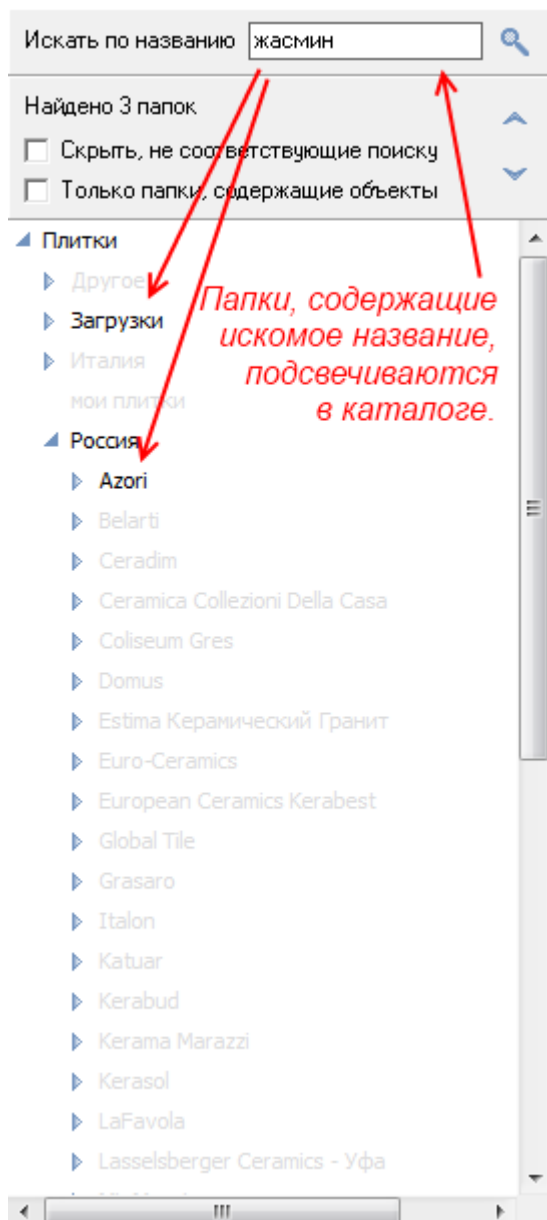 Искать по названию жасмин
Найдено 3 папок
Скрыть, не соответствующие поиску
Только папки, содержащие объекты
Плитки
Другое
Загрузки
Италия
мои плитки
Россия
Azori
Belarti
Ceradim
Ceramica Collezioni Della Casa
Coliseum Gres
Domus
Estima Керамический Гранит
Euro-Ceramics
European Ceramics Kerabest
Global Tile
Grasaro
Italon
Katuar
Kerabud
Kerama Marazzi
Kerasol
LaFavola
Lasselsberger Ceramics - Уфа
Папки, содержащие
искомое название,
подсвечиваются
в каталоге.